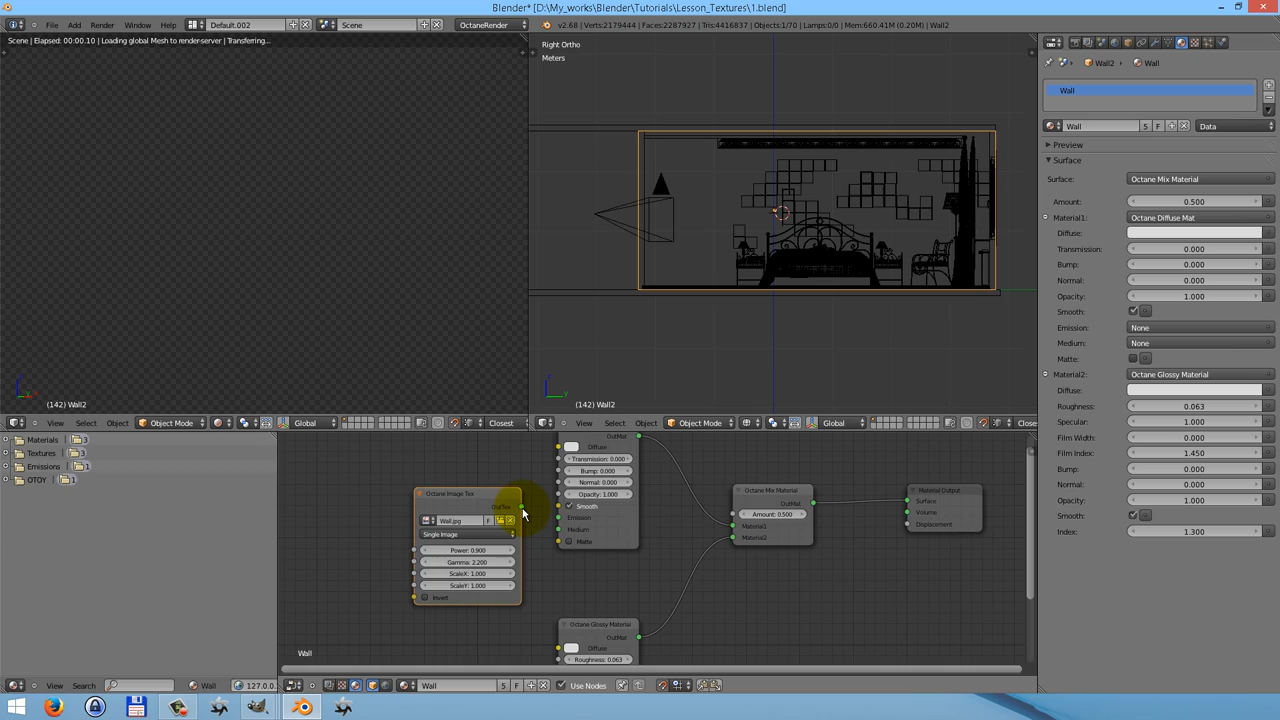 Blender* [D:\My_works\Blender\Tutorials\Lesson_Textures\1.blend]
File
Render
Window
Help
Default.002
Scene
OctaneRender
v2.68 | Verts:2179444 | Faces:2287927 | Tris:4416837 | Objects:1/70 | Lamps:0/0 | Mem:660.41M (0.20M) | Wall2
Scene | Elapsed: 00:00.10 | Loading global Mesh to render-server | Transferring...
(142) Wall2
View
Select
Object
Object Mode
Global
Closest
Right Ortho
Meters
(142) Wall2
View
Select
Object
Object Mode
Global
Close
Wall2
Wall
Wall
Wall
5
F
Data
Preview
Surface
Surface:
Octane Mix Material
Amount:
0.500
Material1:
Octane Diffuse Mat
Diffuse:
Transmission:
0.000
Bump:
0.000
Normal:
0.000
Opacity:
1.000
Smooth:
Emission:
None
Medium:
None
Matte:
Material2:
Octane Glossy Material
Diffuse:
Roughness:
0.063
Specular:
1.000
Film Width:
0.000
Film Index:
1.450
Bump:
0.000
Normal:
0.000
Opacity:
1.000
Smooth:
Index:
1.300
Materials
3
Textures
3
Emissions
1
OTOY
1
View
Search
Wall
127.0.0.
Octane Image Tex
OutTex
Wall.jpg
F
Single Image
Power: 0.900
Gamma: 2.200
ScaleX: 1.000
ScaleY: 1.000
Invert
OutMat
Diffuse
Transmission: 0.000
Bump: 0.000
Normal: 0.000
Opacity: 1.000
Smooth
Emission
Medium
Matte
Octane Glossy Material
OutMat
Diffuse
Roughness: 0.063
Octane Mix Material
OutMat
Amount: 0.500
Material1
Material2
Material Output
Surface
Volume
Displacement
Wall
View
Select
Add
Node
Wall
5
F
Use Nodes